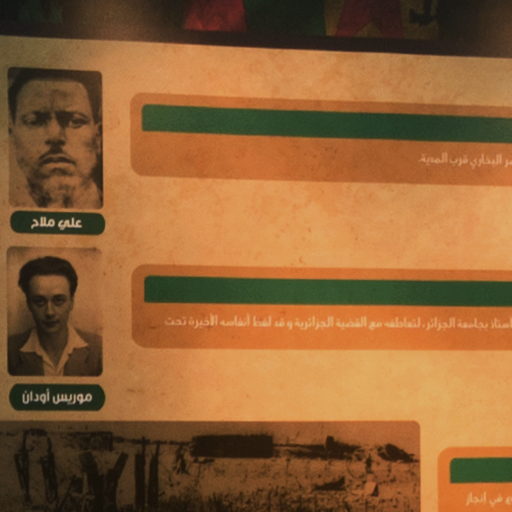 ر البخاري قرب المدية.
علي ملاح
أستاذ بجامعة الجزائر، لتعاطفه مع القضية الجزائرية و قد لفظ أنفاسه الأخيرة تحت
موريس أودان
في إنجاز